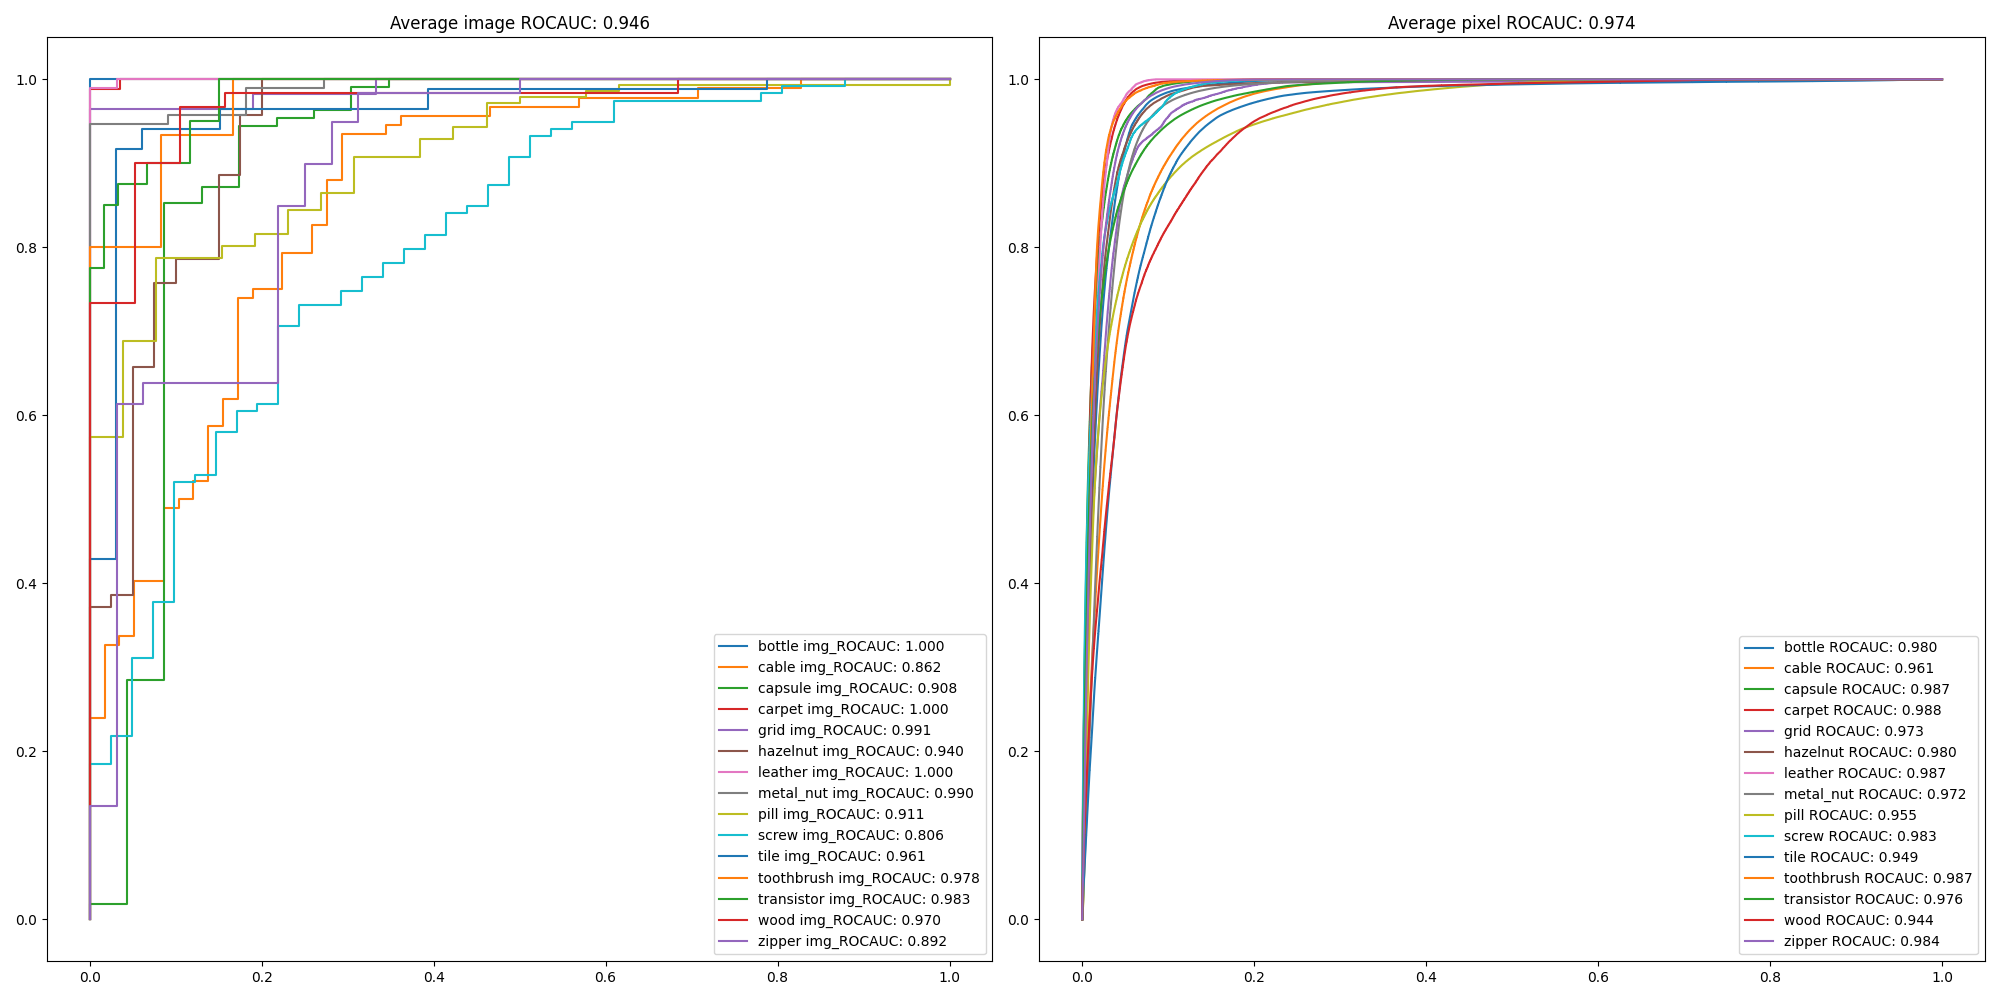 Average image ROCAUC: 0.946
1.0
0.8
0.6
0.4
0.2
0.0
0.0 0.2 0.4 0.6 0.8 1.0
bottle img_ROCAUC: 1.000
cable img_ROCAUC: 0.862
capsule img_ROCAUC: 0.908
carpet img_ROCAUC: 1.000
grid img_ROCAUC: 0.991
hazelnut img_ROCAUC: 0.940
leather img_ROCAUC: 1.000
metal_nut img_ROCAUC: 0.990
pill img_ROCAUC: 0.911
screw img_ROCAUC: 0.806
tile img_ROCAUC: 0.961
toothbrush img_ROCAUC: 0.978
transistor img_ROCAUC: 0.983
wood img_ROCAUC: 0.970
zipper img_ROCAUC: 0.892
Average pixel ROCAUC: 0.974
1.0
0.8
0.6
0.4
0.2
0.0
0.0 0.2 0.4 0.6 0.8 1.0
bottle ROCAUC: 0.980
cable ROCAUC: 0.961
capsule ROCAUC: 0.987
carpet ROCAUC: 0.988
grid ROCAUC: 0.973
hazelnut ROCAUC: 0.980
leather ROCAUC: 0.987
metal_nut ROCAUC: 0.972
pill ROCAUC: 0.955
screw ROCAUC: 0.983
tile ROCAUC: 0.949
toothbrush ROCAUC: 0.987
transistor ROCAUC: 0.976
wood ROCAUC: 0.944
zipper ROCAUC: 0.984